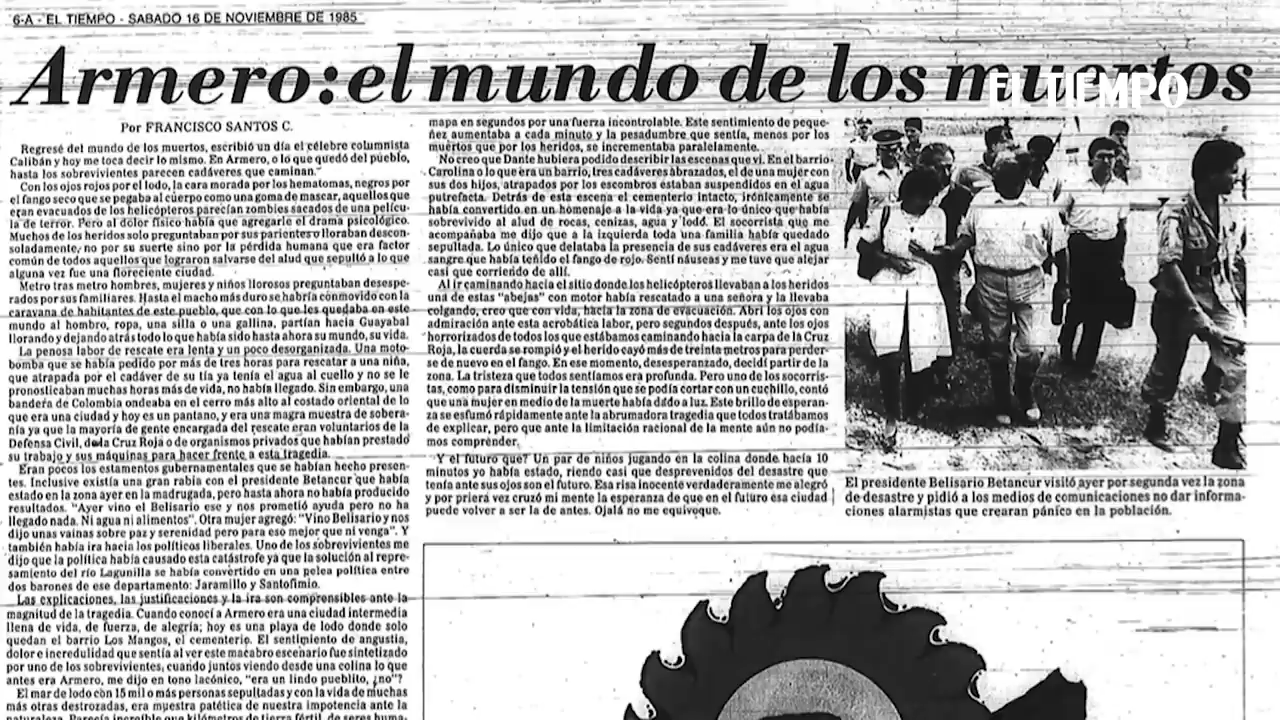 6-A - EL TIEMPO - SABADO 16 DE NOVIEMBRE DE 1985
Armero: el mundo de los muertos
EL TIEMPO
Por FRANCISCO SANTOS C.
Regresé del mundo de los muertos, escribió un día el célebre columnista
Calibán y hoy me toca decir lo mismo. En Armero, o lo que quedó del pueblo,
hasta los sobrevivientes parecen cadáveres que caminan."
Con los ojos rojos por el lodo, la cara morada por los hematomas, negros por
el fango seco que se pegaba al cuerpo como una goma de mascar, aquellos que
eran evacuados de los helicópteros parecían zombies sacados de una pelícu-
la de terror. Pero al dolor físico había que agregarle el drama psicológico.
Muchos de los heridos solo preguntaban por sus parientes o lloraban descon-
soladamente, no por su suerte sino por la pérdida humana que era factor
común de todos aquellos que lograron salvarse del alud que sepultó a lo que
alguna vez fue una floreciente ciudad.
Metro tras metro hombres, mujeres y niños llorosos preguntaban desespe-
rados por sus familiares. Hasta el macho más duro se habría conmovido con la
caravana de habitantes de este pueblo, que con lo que les quedaba en este
mundo al hombro, ropa, una silla o una gallina, partían hacia Guayabal
llorando y dejando atrás todo lo que había sido hasta ahora su mundo, su vida.
La penosa labor de rescate era lenta y un poco desorganizada. Una moto-
bomba que se había pedido por más de tres horas para rescatar a una niña,
que atrapada por el cadáver de su tía ya tenía el agua al cuello y no se le
pronosticaban muchas horas más de vida, no había llegado. Sin embargo, una
bandera de Colombia ondeaba en el cerro más alto al costado oriental de lo
que era una ciudad y hoy es un pantano, y era una magra muestra de sobera-
nía ya que la mayoría de gente encargada del rescate eran voluntarios de la
Defensa Civil, de la Cruz Roja o de organismos privados que habían prestado
su trabajo y sus máquinas para hacer frente a esta tragedia.
Eran pocos los estamentos gubernamentales que se habían hecho presen-
tes. Inclusive existía una gran rabia con el presidente Betancur que había
estado en la zona ayer en la madrugada, pero hasta ahora no había producido
resultados. "Ayer vino el Belisario ese y nos prometió ayuda pero no ha
llegado nada. Ni agua ni alimentos". Otra mujer agregó: "Vino Belisario y nos
dijo unas vainas sobre paz y serenidad pero para eso mejor que ni venga". Y
también había ira hacia los políticos liberales. Uno de los sobrevivientes me
dijo que la política había causado esta catástrofe ya que la solución al repre-
samiento del río Lagunilla se había convertido en una pelea política entre
dos barones de ese departamento: Jaramillo y Santofimio.
Las explicaciones, las justificaciones y la ira son comprensibles ante la
magnitud de la tragedia. Cuando conocí a Armero era una ciudad intermedia
llena de vida, de fuerza, de alegría; hoy es una playa de lodo donde solo
quedan el barrio Los Mangos, el cementerio. El sentimiento de angustia,
dolor e incredulidad que sentía al ver este macabro escenario fue sintetizado
por uno de los sobrevivientes, cuando juntos viendo desde una colina lo que
antes era Armero, me dijo en tono lacónico, "era un lindo pueblito, ¿no"?
El mar de lodo con 15 mil o más personas sepultadas y con la vida de muchas
más otras destrozadas, era muestra patética de nuestra impotencia ante la
naturaleza. Parecía increíble que kilómetros de tierra fértil, de seres huma-
mapa en segundos por una fuerza incontrolable. Este sentimiento de peque-
ñez aumentaba a cada minuto y la pesadumbre que sentía, menos por los
muertos que por los heridos, se incrementaba paralelamente.
No creo que Dante hubiera podido describir las escenas que vi. En el barrio
Carolina o lo que era un barrio, tres cadáveres abrazados, el de una mujer con
sus dos hijos, atrapados por los escombros estaban suspendidos en el agua
putrefacta. Detrás de esta escena el cementerio intacto, irónicamente se
había convertido en un homenaje a la vida ya que era lo único que había
sobrevivido al alud de rocas, cenizas, agua y lodo. El socorrista que me
acompañaba me dijo que a la izquierda toda una familia había quedado
sepultada. Lo único que delataba la presencia de sus cadáveres era el agua
sangre que había teñido el fango de rojo. Sentí náuseas y me tuve que alejar
casi que corriendo de allí.
Al ir caminando hacia el sitio donde los helicópteros llevaban a los heridos
una de estas "abejas" con motor había rescatado a una señora y la llevaba
colgando, creo que con vida, hacia la zona de evacuación. Abrí los ojos con
admiración ante esta acrobática labor, pero segundos después, ante los ojos
horrorizados de todos los que estábamos caminando hacia la carpa de la Cruz
Roja, la cuerda se rompió y el herido cayó más de treinta metros para perder-
se de nuevo en el fango. En ese momento, desesperanzado, decidí partir de la
zona. La tristeza que todos sentíamos era profunda. Pero uno de los socorris-
tas, como para disminuir la tensión que se podía cortar con un cuchillo, contó
que una mujer en medio de la muerte había dado a luz. Este brillo de esperan-
za se esfumó rápidamente ante la abrumadora tragedia que todos tratábamos
de explicar, pero que ante la limitación racional de la mente aún no podía-
mos comprender.
Y el futuro qué? Un par de niños jugando en la colina donde hacía 10
minutos yo había estado, riendo casi que desprevenidos del desastre que
tenía ante sus ojos son el futuro. Esa risa inocente verdaderamente me alegró
y por priera vez cruzó mi mente la esperanza de que en el futuro esa ciudad
puede volver a ser la de antes. Ojalá no me equivoque.
El presidente Belisario Betancur visitó ayer por segunda vez la zona
de desastre y pidió a los medios de comunicaciones no dar informa-
ciones alarmistas que crearan pánico en la población.